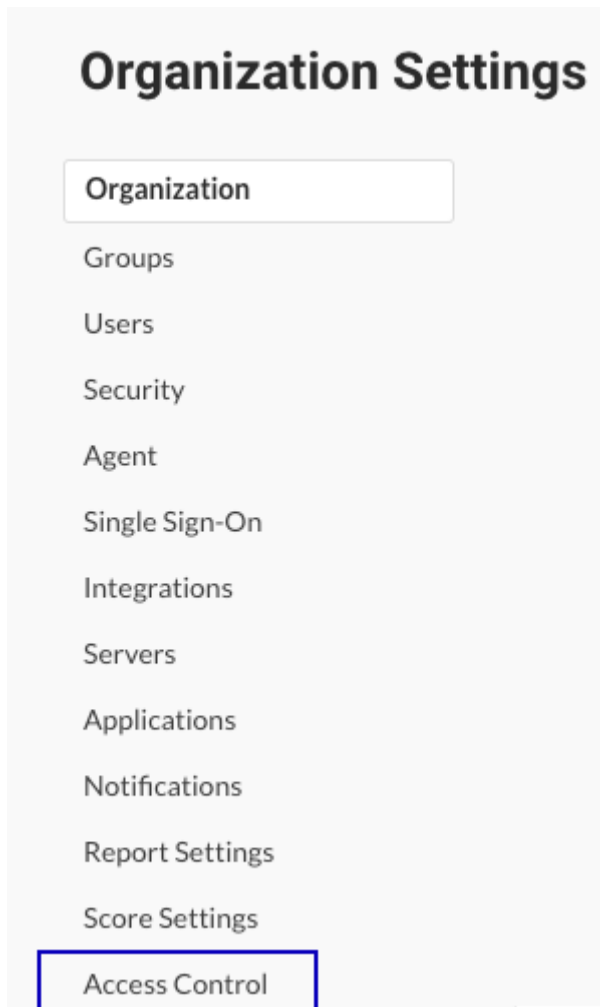 Organization Settings
Organization
Groups
Users
Security
Agent
Single Sign-On
Integrations
Servers
Applications
Notifications
Report Settings
Score Settings
Access Control